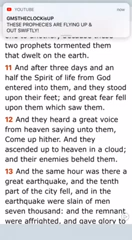 YOUTUBE
now
GMSTHECLOCKisUP
THESE PROPHECIES ARE FLYING UP &
OUT SWIFTLY!
two prophets tormented them
that dwelt on the earth.
11 And after three days and an
half the Spirit of life from God
entered into them, and they stood
upon their feet; and great fear fell
upon them which saw them.
12 And they heard a great voice
from heaven saying unto them,
Come up hither. And they
ascended up to heaven in a cloud;
and their enemies beheld them.
13 And the same hour was there a
great earthquake, and the tenth
part of the city fell, and in the
earthquake were slain of men
seven thousand: and the remnant
were affrighted, and gave glory to